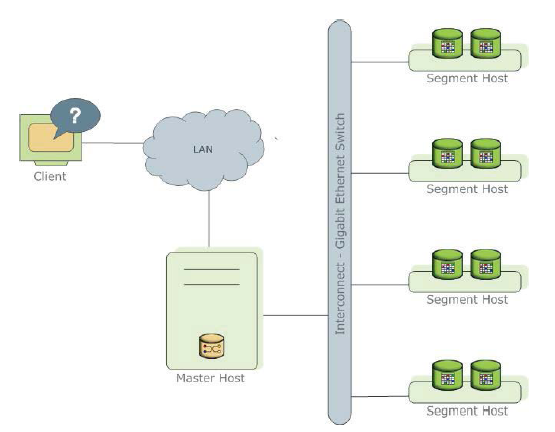 ?
Client
LAN
Master Host
Interconnect - Gigabit Ethernet Switch
Segment Host
Segment Host
Segment Host
Segment Host